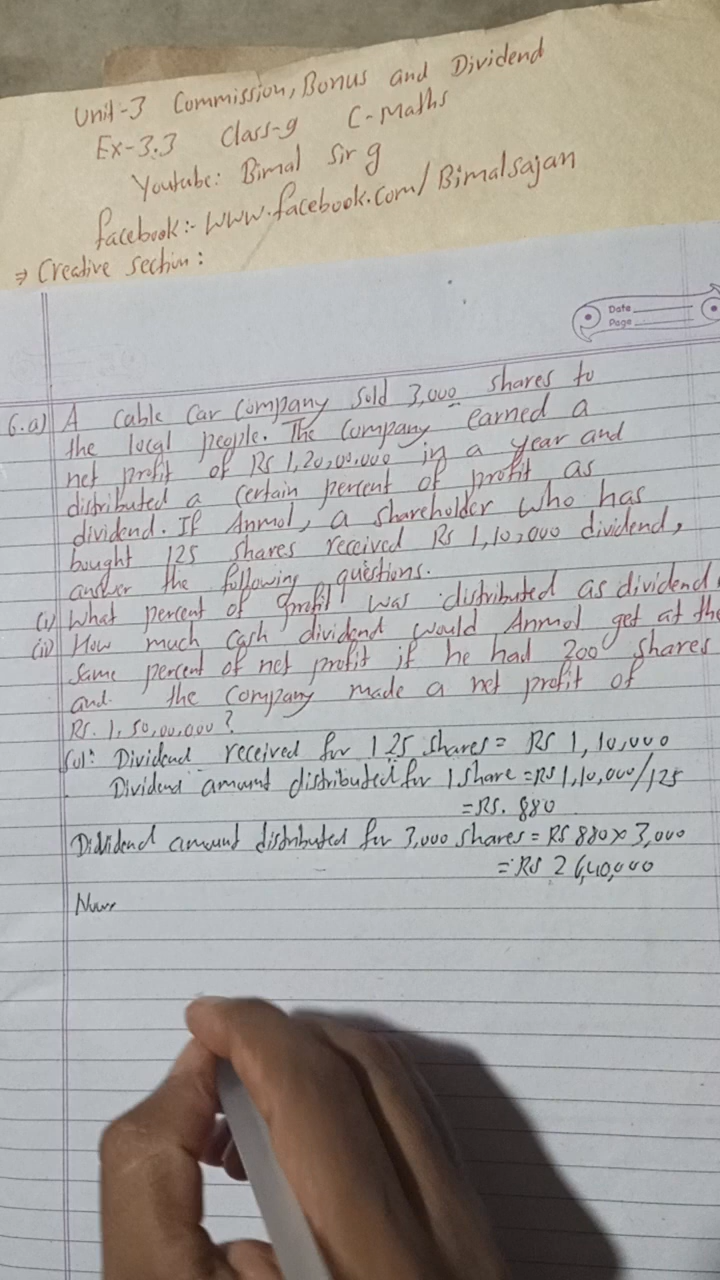 Unit-3 Commission, Bonus and Dividend
Ex-3.3 Class-9 C-Maths
Youtube: Bimal Sir g
facebook:- www.facebook.com/Bimalsajan
⇒ Creative section:
Date
Page
6.a) A cable car company sold 3,000 shares to
the local people. The company earned a
net profit of Rs 1,20,00,000 in a year and
distributed a certain percent of profit as
dividend. If Anmol, a shareholder who has
bought 125 shares received Rs 1,10,000 dividend,
answer the following questions.
(i) What percent of profit was distributed as dividend
(ii) How much cash dividend would Anmol get at the
same percent of net profit if he had 200 shares
and the company made a net profit of
Rs. 1,50,00,000?
Sol: Dividend received for 125 shares = Rs 1,10,000
Dividend amount distributed for 1 share = Rs 1,10,000/125
= Rs. 880
Dividend amount distributed for 3,000 shares = Rs 880 × 3,000
= Rs 26,40,000
Now,